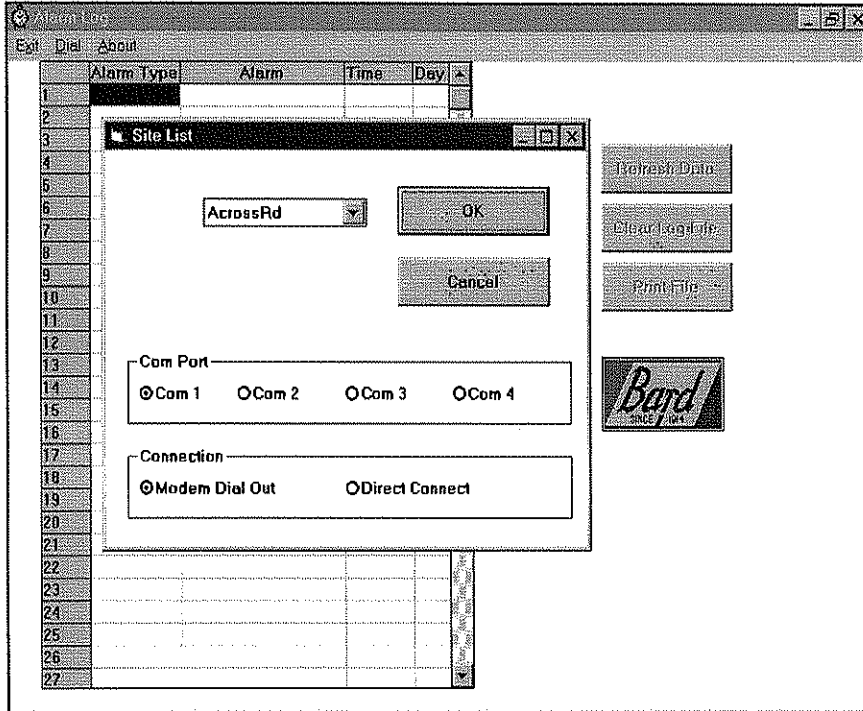 Alarm Log
Exit Dial About
Alarm Type Alarm Time Day
1
2
3
4
5
6
7
8
9
10
11
12
13
14
15
16
17
18
19
20
21
22
23
24
25
26
27
Site List
AcrossRd
OK
Cancel
Com Port
Com 1 Com 2 Com 3 Com 4
Connection
Modem Dial Out Direct Connect
Refresh Data
Clear Log File
Print File
Bard
SINCE 1914